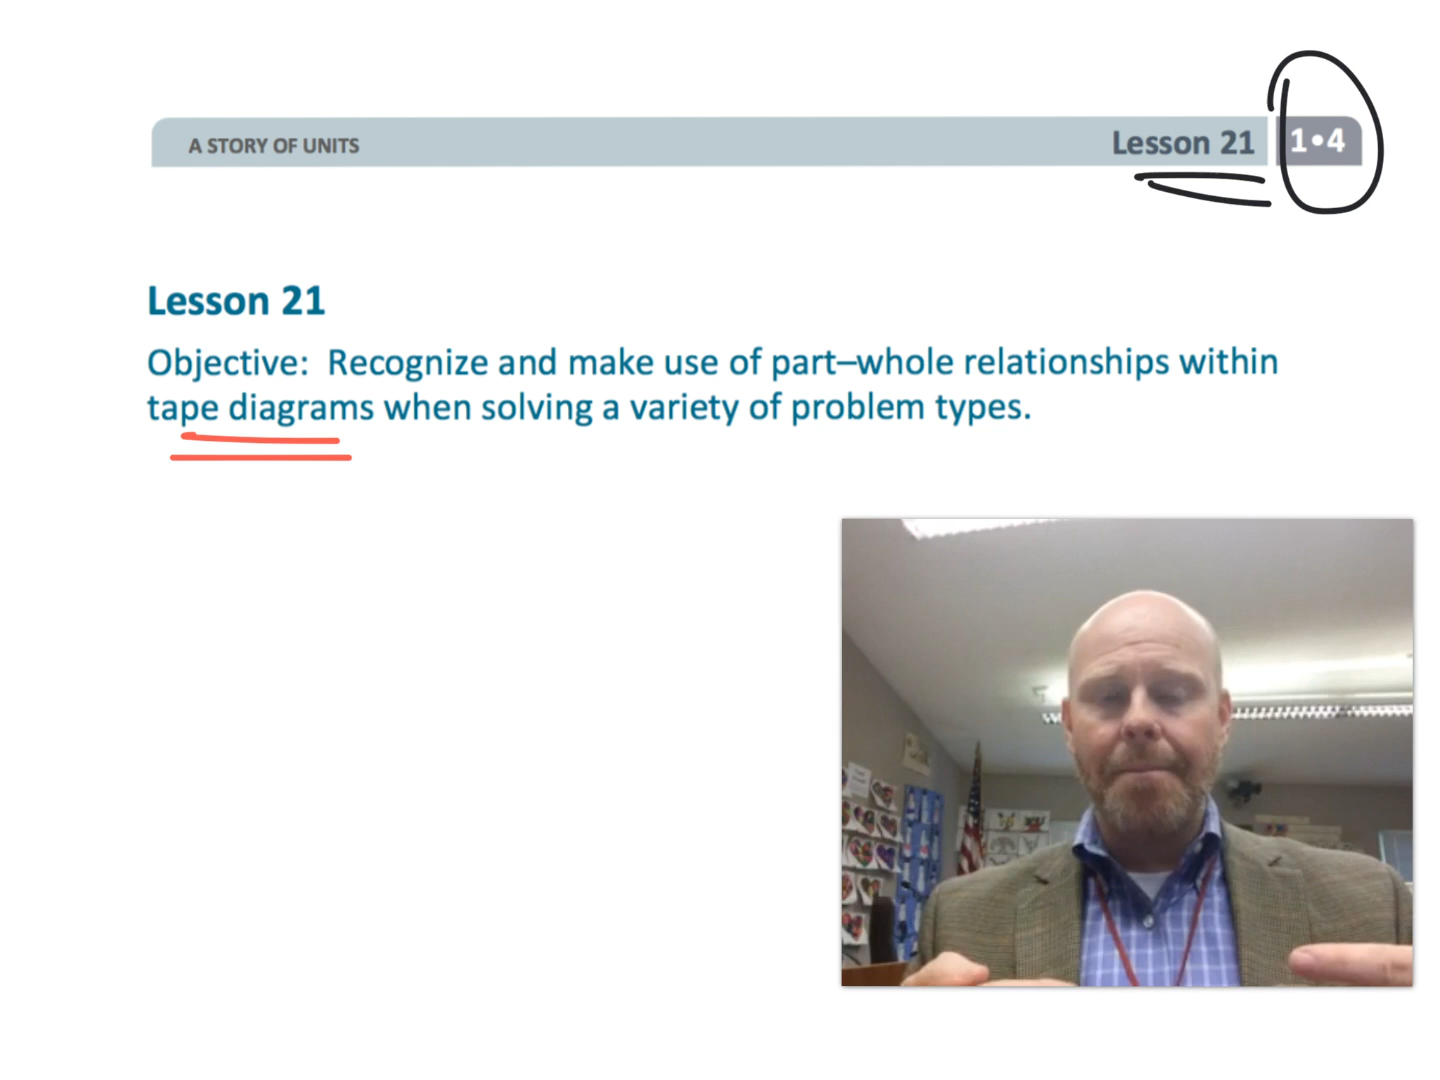 A STORY OF UNITS
Lesson 21 1•4
Lesson 21
Objective: Recognize and make use of part–whole relationships within
tape diagrams when solving a variety of problem types.